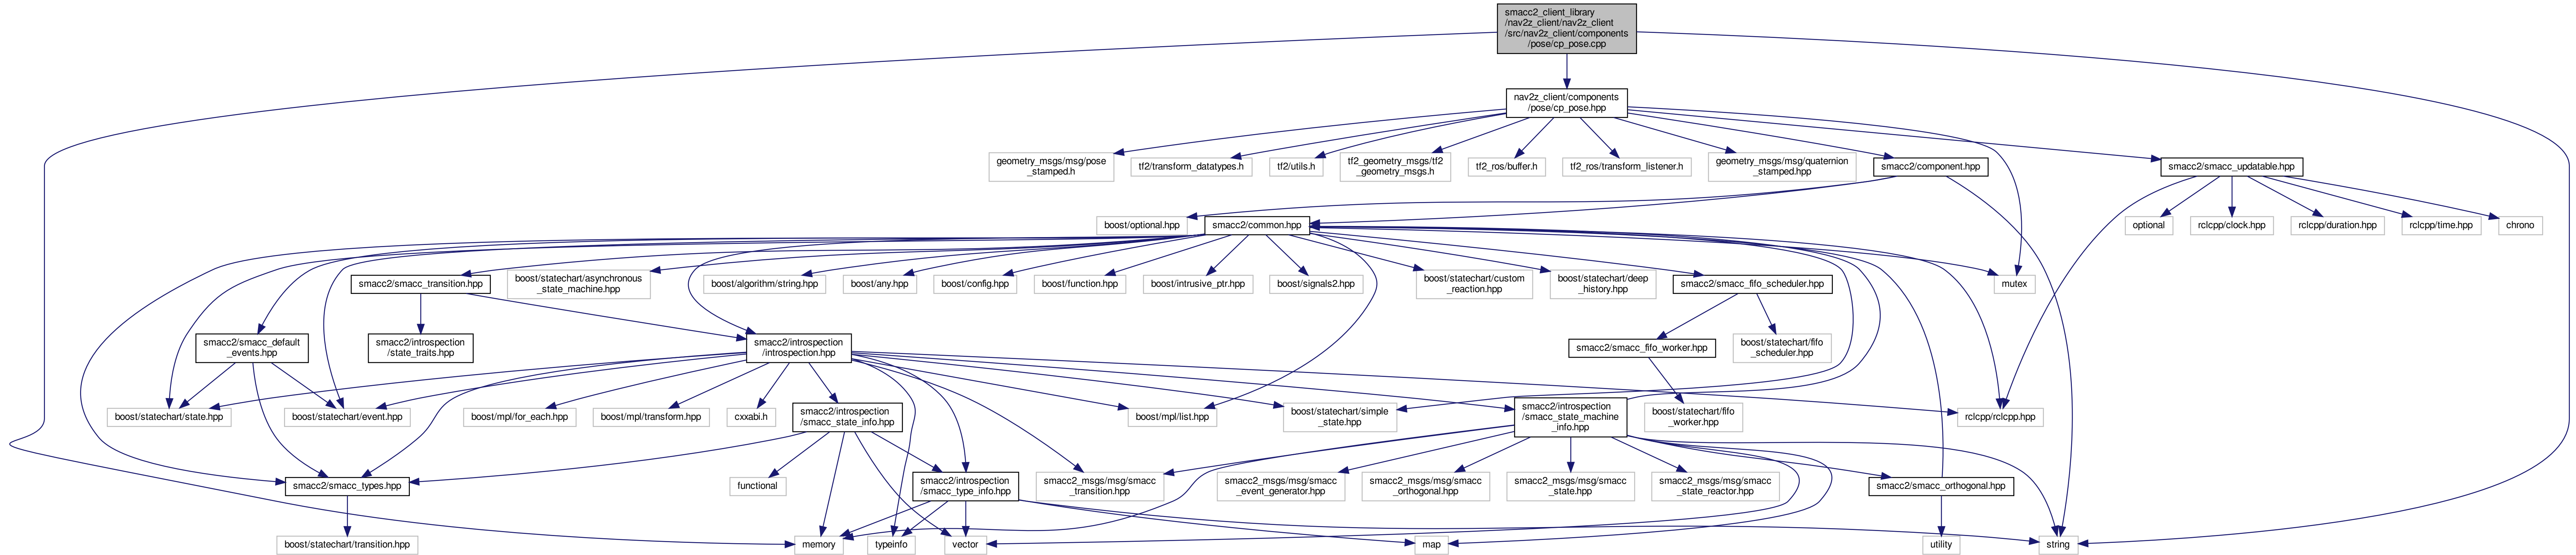 smacc2_client_library
/nav2z_client/nav2z_client
/src/nav2z_client/components
/pose/cp_pose.cpp
nav2z_client/components
/pose/cp_pose.hpp
geometry_msgs/msg/pose
_stamped.h
tf2/transform_datatypes.h
tf2/utils.h
tf2_geometry_msgs/tf2
_geometry_msgs.h
tf2_ros/buffer.h
tf2_ros/transform_listener.h
geometry_msgs/msg/quaternion
_stamped.hpp
smacc2/component.hpp
smacc2/smacc_updatable.hpp
boost/optional.hpp
smacc2/common.hpp
optional
rclcpp/clock.hpp
rclcpp/duration.hpp
rclcpp/time.hpp
chrono
smacc2/smacc_transition.hpp
boost/statechart/asynchronous
_state_machine.hpp
boost/algorithm/string.hpp
boost/any.hpp
boost/config.hpp
boost/function.hpp
boost/intrusive_ptr.hpp
boost/signals2.hpp
boost/statechart/custom
_reaction.hpp
boost/statechart/deep
_history.hpp
smacc2/smacc_fifo_scheduler.hpp
mutex
smacc2/smacc_default
_events.hpp
smacc2/introspection
/state_traits.hpp
smacc2/introspection
/introspection.hpp
smacc2/smacc_fifo_worker.hpp
boost/statechart/fifo
_scheduler.hpp
boost/statechart/state.hpp
boost/statechart/event.hpp
boost/mpl/for_each.hpp
boost/mpl/transform.hpp
cxxabi.h
smacc2/introspection
/smacc_state_info.hpp
boost/mpl/list.hpp
boost/statechart/simple
_state.hpp
smacc2/introspection
/smacc_state_machine
_info.hpp
boost/statechart/fifo
_worker.hpp
rclcpp/rclcpp.hpp
smacc2/smacc_types.hpp
functional
smacc2/introspection
/smacc_type_info.hpp
smacc2_msgs/msg/smacc
_transition.hpp
smacc2_msgs/msg/smacc
_event_generator.hpp
smacc2_msgs/msg/smacc
_orthogonal.hpp
smacc2_msgs/msg/smacc
_state.hpp
smacc2_msgs/msg/smacc
_state_reactor.hpp
smacc2/smacc_orthogonal.hpp
boost/statechart/transition.hpp
memory
typeinfo
vector
map
utility
string